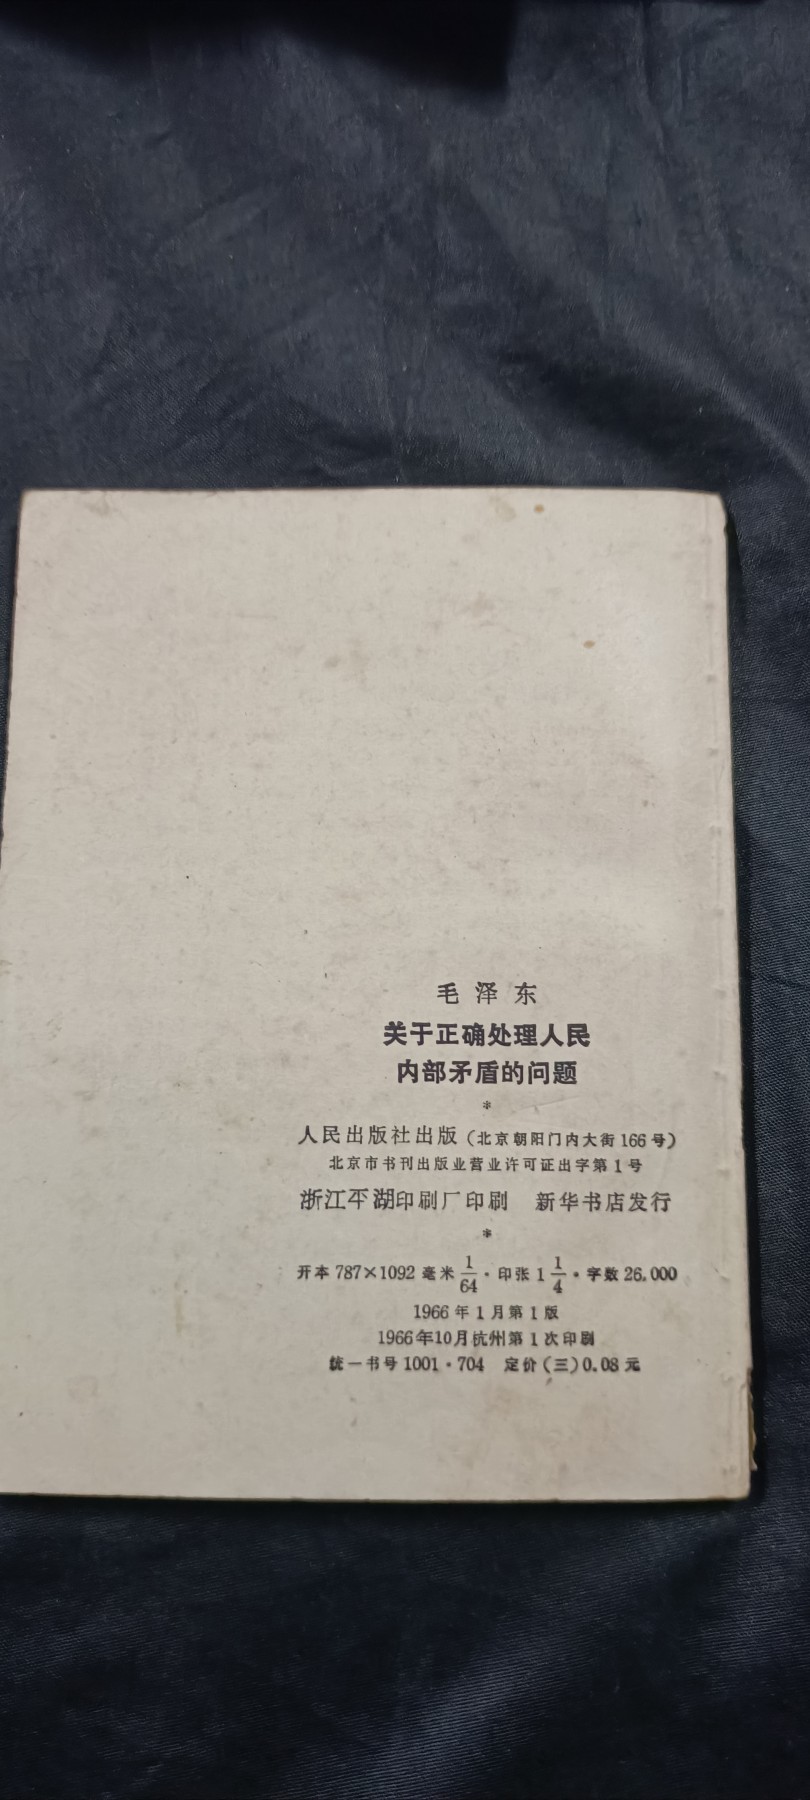 毛泽东
关于正确处理人民
内部矛盾的问题
*
人民出版社出版（北京朝阳门内大街166号）
北京市书刊出版业营业许可证出字第1号
浙江平湖印刷厂印刷 新华书店发行
*
开本787×1092毫米1/64·印张1 1/4·字数26,000
1966年1月第1版
1966年10月杭州第1次印刷
统一书号1001·704 定价(三)0.08元